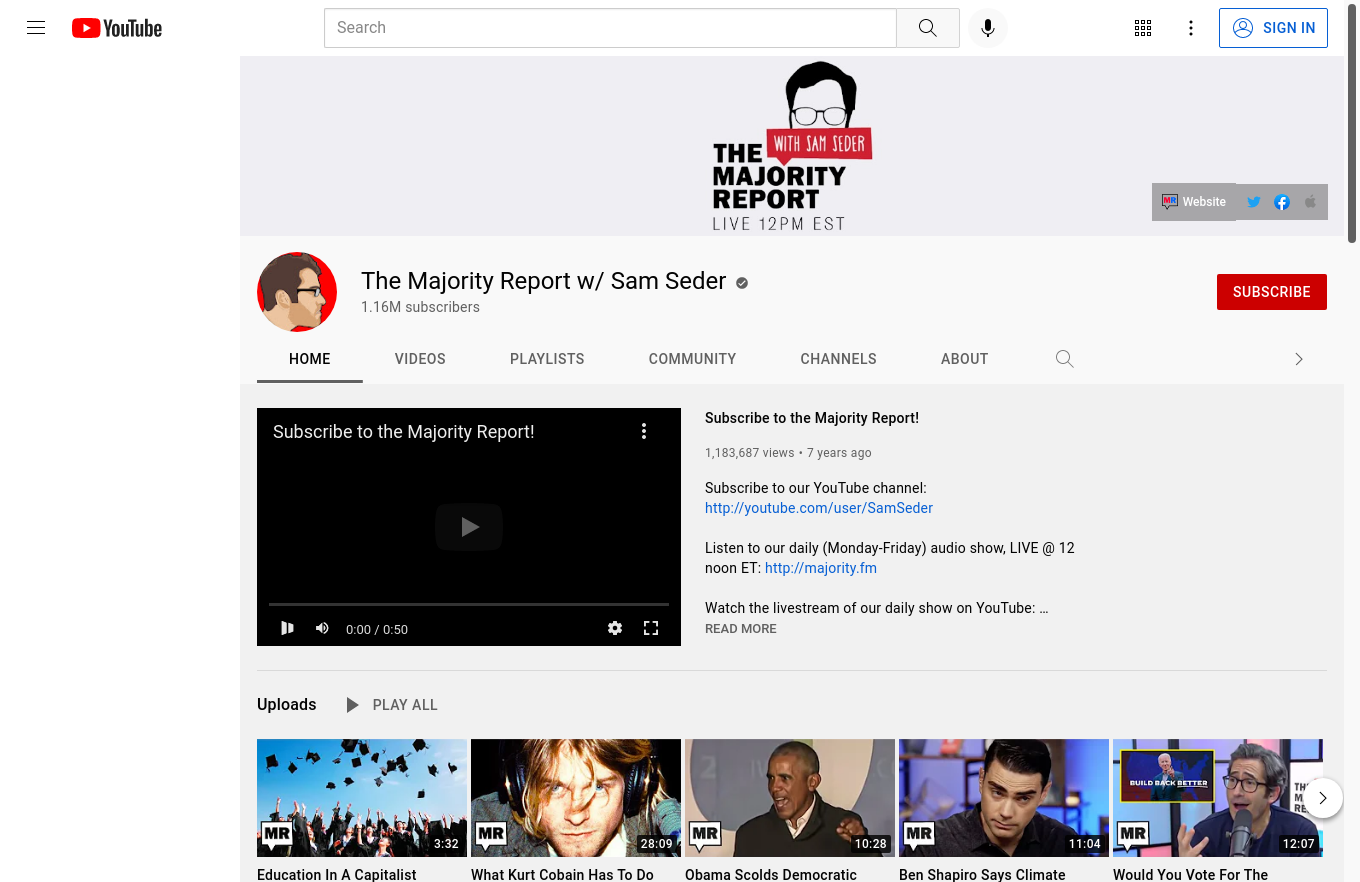 YouTube
Search
SIGN IN
WITH SAM SEDER
THE
MAJORITY
REPORT
LIVE 12PM EST
MR Website
The Majority Report w/ Sam Seder
1.16M subscribers
SUBSCRIBE
HOME VIDEOS PLAYLISTS COMMUNITY CHANNELS ABOUT
Subscribe to the Majority Report!
0:00 / 0:50
Subscribe to the Majority Report!
1,183,687 views • 7 years ago
Subscribe to our YouTube channel:
http://youtube.com/user/SamSeder
Listen to our daily (Monday-Friday) audio show, LIVE @ 12
noon ET: http://majority.fm
Watch the livestream of our daily show on YouTube: ...
READ MORE
Uploads PLAY ALL
BUILD BACK BETTER
MR 3:32 MR 28:09 MR 10:28 MR 11:04 MR 12:07
Education In A Capitalist What Kurt Cobain Has To Do Obama Scolds Democratic Ben Shapiro Says Climate Would You Vote For The